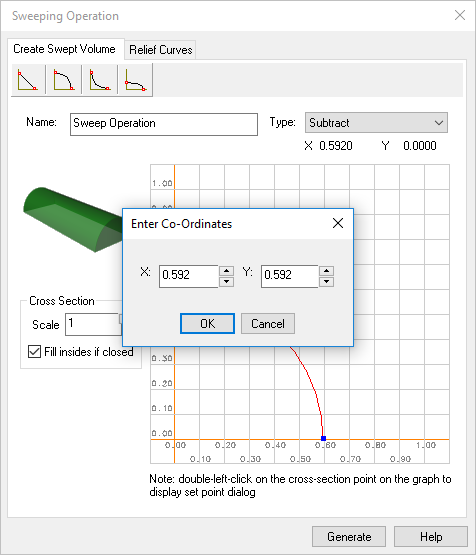 Sweeping Operation
Create Swept Volume
Relief Curves
Name: Sweep Operation
Type: Subtract
X 0.5920 Y 0.0000
1.00
Enter Co-Ordinates
X: 0.592 Y: 0.592
OK Cancel
Cross Section
Scale 1
Fill insides if closed
0.30
0.20
0.10
0.00
0.00 0.20 0.40 0.60 0.80 1.00
0.10 0.30 0.50 0.70 0.90
Note: double-left-click on the cross-section point on the graph to
display set point dialog
Generate Help